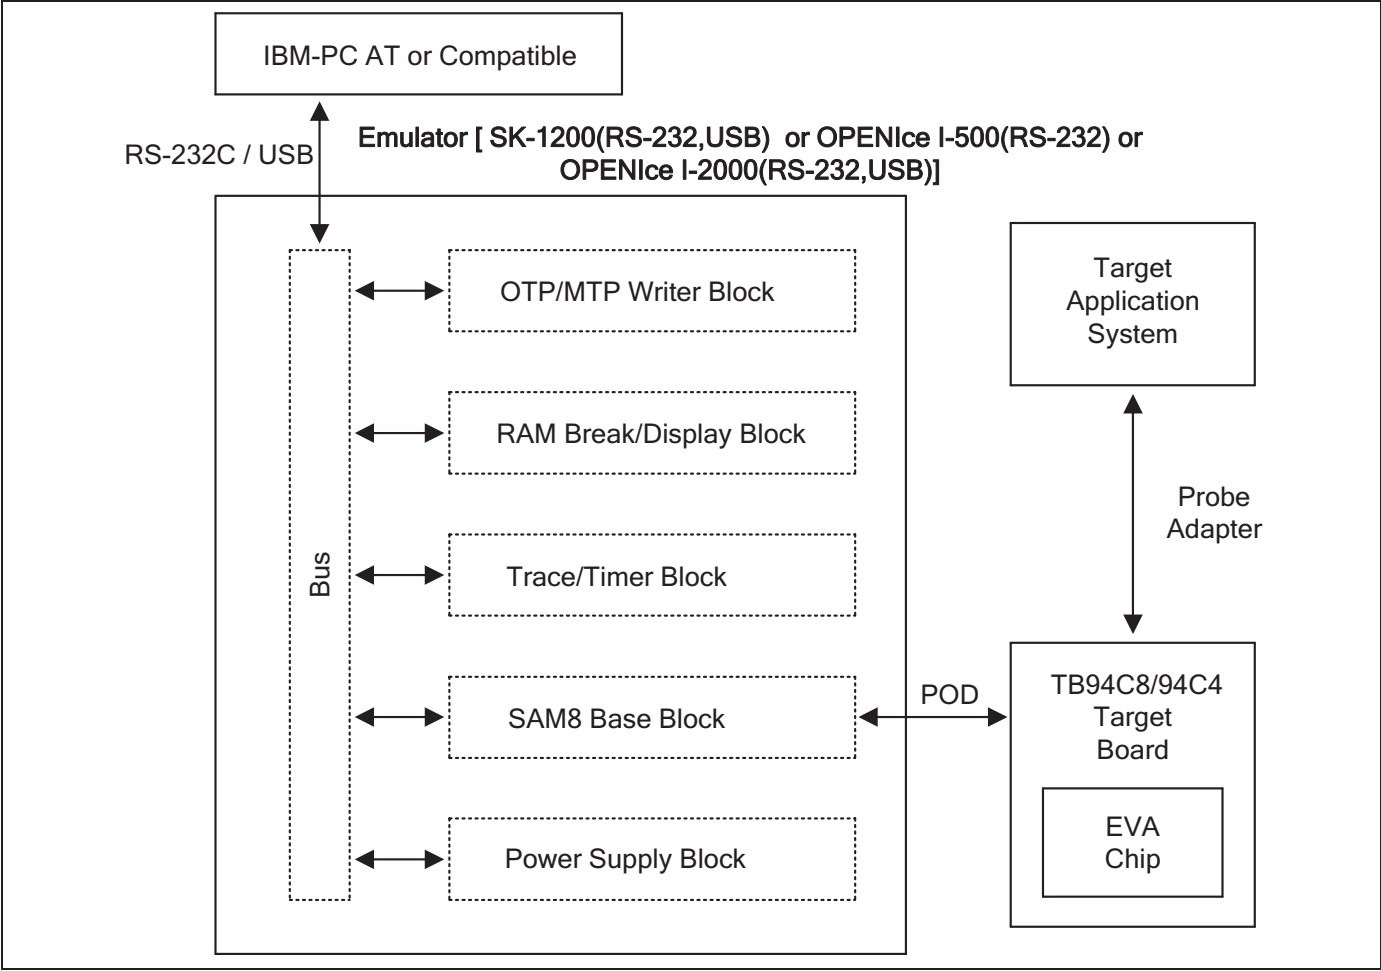 IBM-PC AT or Compatible
RS-232C / USB
Emulator [ SK-1200(RS-232,USB) or OPENIce I-500(RS-232) or
OPENIce I-2000(RS-232,USB)]
Bus
OTP/MTP Writer Block
RAM Break/Display Block
Trace/Timer Block
SAM8 Base Block
Power Supply Block
POD
Target
Application
System
Probe
Adapter
TB94C8/94C4
Target
Board
EVA
Chip